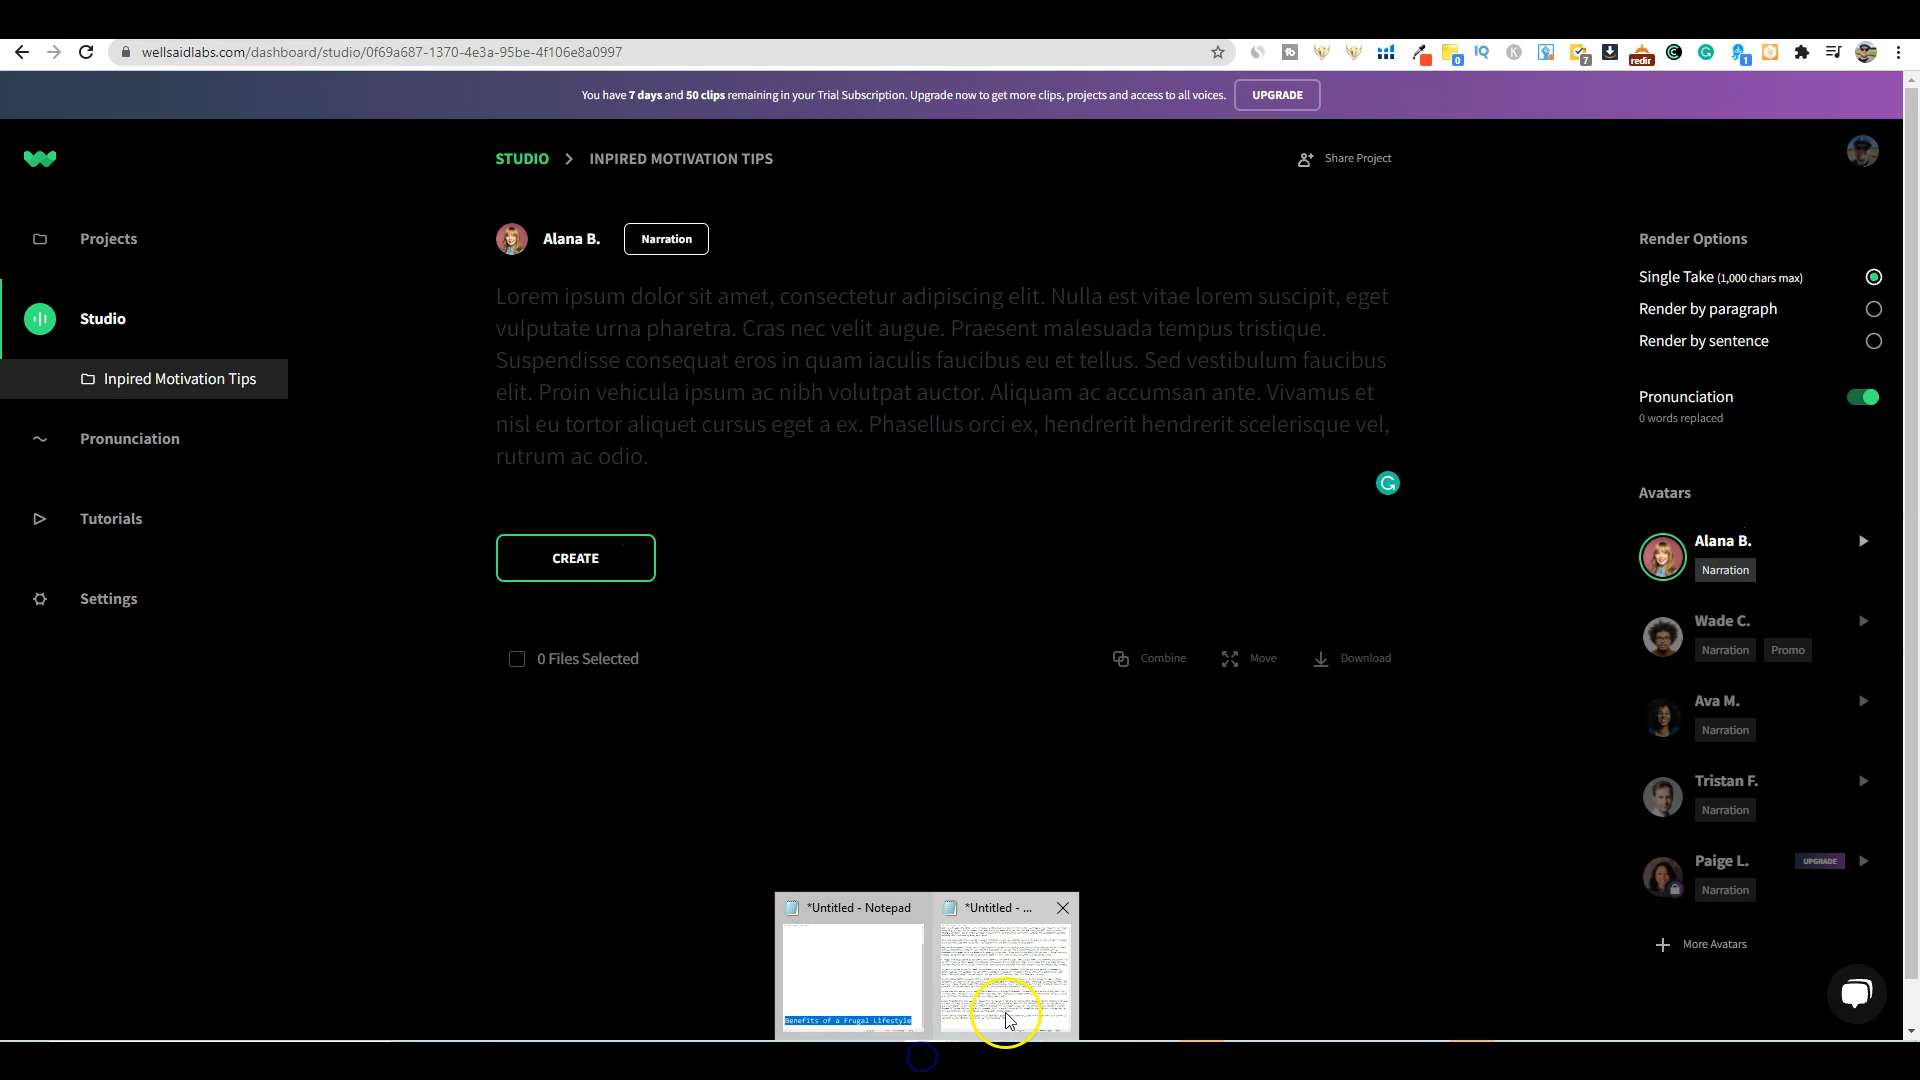 wellsaidlabs.com/dashboard/studio/0f69a687-1370-4e3a-95be-4f106e8a0997
0
7
redir
1
You have 7 days and 50 clips remaining in your Trial Subscription. Upgrade now to get more clips, projects and access to all voices.
UPGRADE
STUDIO > INPIRED MOTIVATION TIPS
Share Project
Projects
Studio
Inpired Motivation Tips
Pronunciation
Tutorials
Settings
Alana B.
Narration
Lorem ipsum dolor sit amet, consectetur adipiscing elit. Nulla est vitae lorem suscipit, eget
vulputate urna pharetra. Cras nec velit augue. Praesent malesuada tempus tristique.
Suspendisse consequat eros in quam iaculis faucibus eu et tellus. Sed vestibulum faucibus
elit. Proin vehicula ipsum ac nibh volutpat auctor. Aliquam ac accumsan ante. Vivamus et
nisl eu tortor aliquet cursus eget a ex. Phasellus orci ex, hendrerit hendrerit scelerisque vel,
rutrum ac odio.
CREATE
0 Files Selected
Combine
Move
Download
Render Options
Single Take (1,000 chars max)
Render by paragraph
Render by sentence
Pronunciation
0 words replaced
Avatars
Alana B.
Narration
Wade C.
Narration
Promo
Ava M.
Narration
Tristan F.
Narration
Paige L.
UPGRADE
Narration
+ More Avatars
*Untitled - Notepad
*Untitled - ...
Benefits of a Frugal Lifestyle